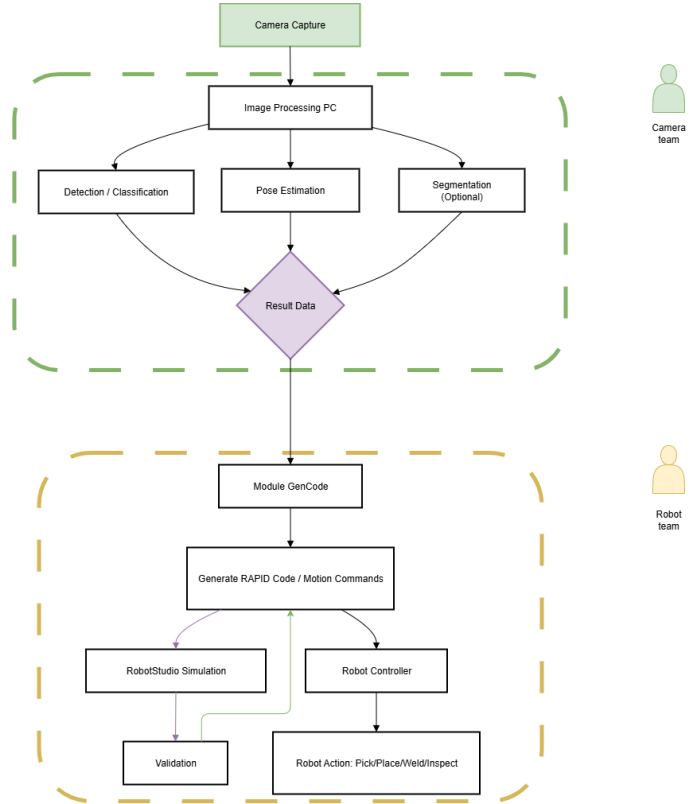 Camera Capture
Image Processing PC
Camera
team
Detection / Classification
Pose Estimation
Segmentation
(Optional)
Result Data
Module GenCode
Robot
team
Generate RAPID Code / Motion Commands
RobotStudio Simulation
Robot Controller
Validation
Robot Action: Pick/Place/Weld/Inspect